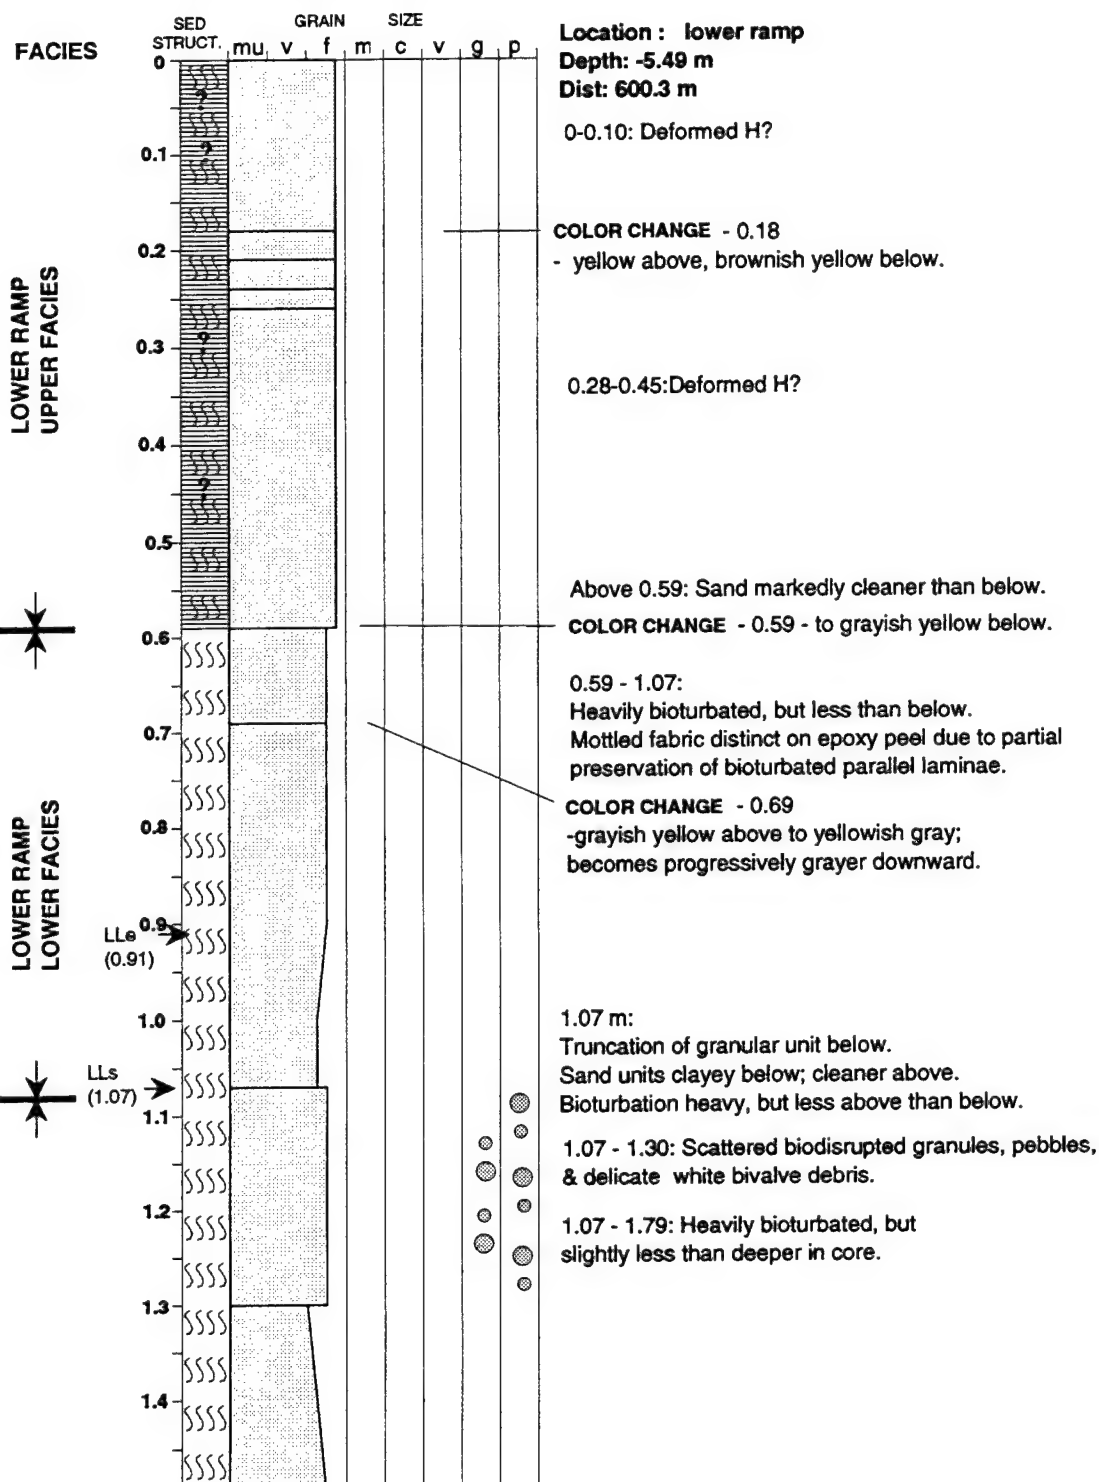 SED
STRUCT.
GRAIN SIZE
FACIES
mu v f m c v g p
Location : lower ramp
Depth: -5.49 m
Dist: 600.3 m
0
?
0-0.10: Deformed H?
?
0.1
COLOR CHANGE - 0.18
- yellow above, brownish yellow below.
0.2
LOWER RAMP
UPPER FACIES
?
0.3
0.28-0.45:Deformed H?
0.4
?
0.5
Above 0.59: Sand markedly cleaner than below.
COLOR CHANGE - 0.59 - to grayish yellow below.
0.6
0.59 - 1.07:
Heavily bioturbated, but less than below.
Mottled fabric distinct on epoxy peel due to partial
preservation of bioturbated parallel laminae.
0.7
COLOR CHANGE - 0.69
-grayish yellow above to yellowish gray;
becomes progressively grayer downward.
0.8
LOWER RAMP
LOWER FACIES
0.9
LLe
(0.91)
1.0
1.07 m:
Truncation of granular unit below.
Sand units clayey below; cleaner above.
Bioturbation heavy, but less above than below.
LLs
(1.07)
1.1
1.07 - 1.30: Scattered biodisrupted granules, pebbles,
& delicate white bivalve debris.
1.2
1.07 - 1.79: Heavily bioturbated, but
slightly less than deeper in core.
1.3
1.4